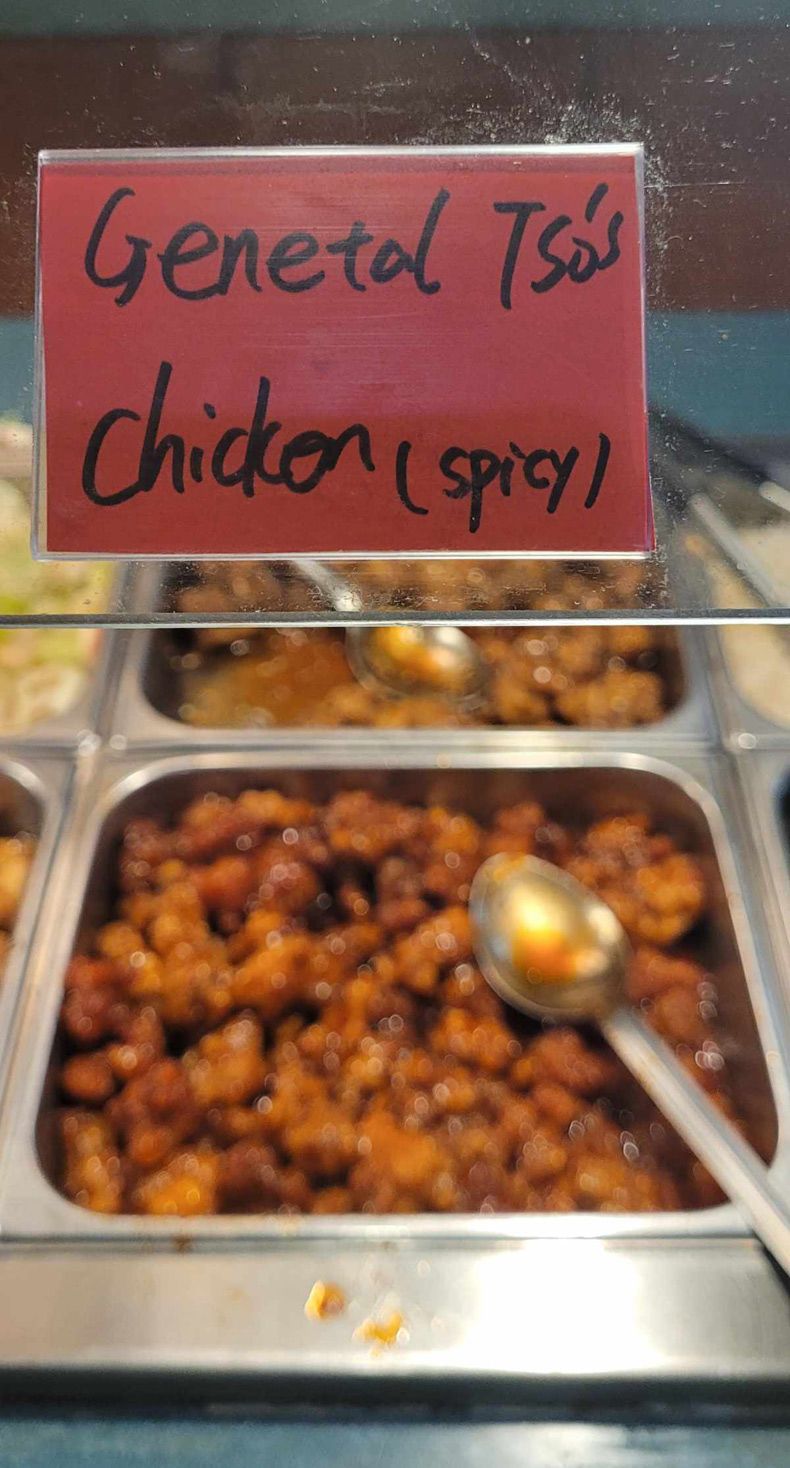 Genetal Tso's
Chicken (spicy)